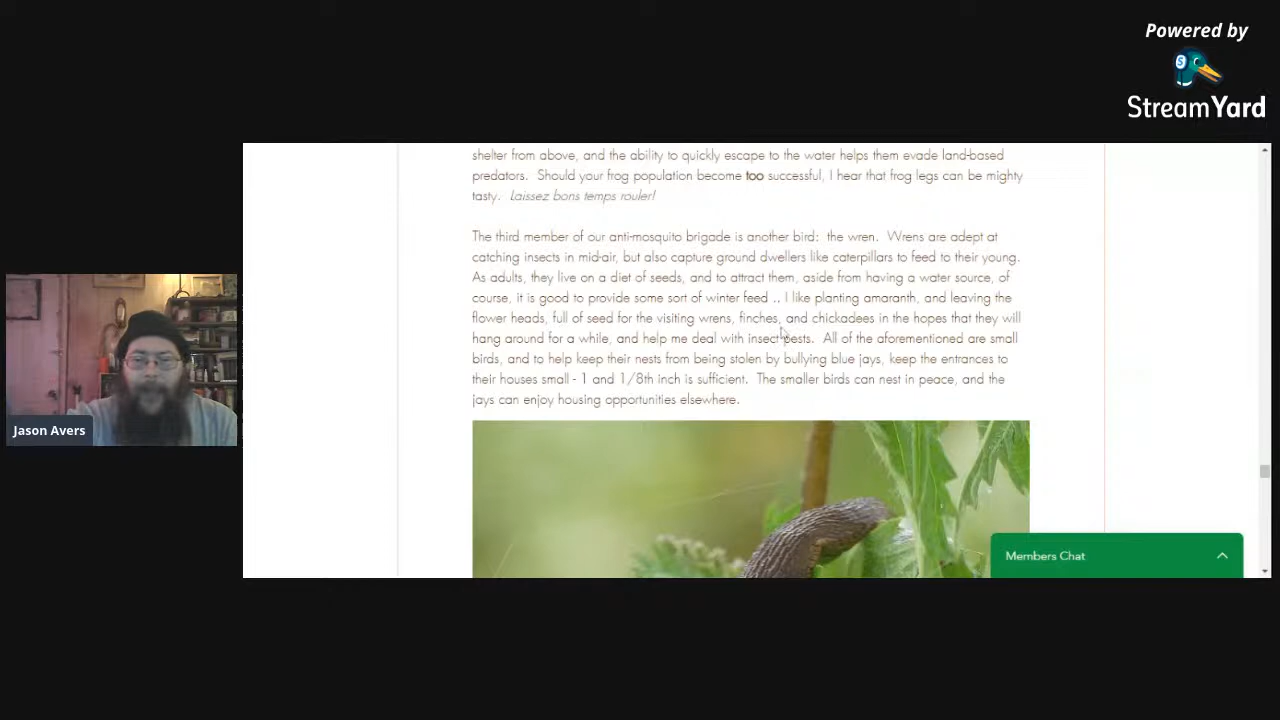 Powered by
StreamYard
shelter from above, and the ability to quickly escape to the water helps them evade land-based
predators.  Should your frog population become too successful, I hear that frog legs can be mighty
tasty.  Laissez bons temps rouler!
The third member of our anti-mosquito brigade is another bird:  the wren.  Wrens are adept at
catching insects in mid-air, but also capture ground dwellers like caterpillars to feed to their young.
As adults, they live on a diet of seeds, and to attract them, aside from having a water source, of
course, it is good to provide some sort of winter feed .. I like planting amaranth, and leaving the
flower heads, full of seed for the visiting wrens, finches, and chickadees in the hopes that they will
hang around for a while, and help me deal with insect pests.  All of the aforementioned are small
birds, and to help keep their nests from being stolen by bullying blue jays, keep the entrances to
their houses small - 1 and 1/8th inch is sufficient.  The smaller birds can nest in peace, and the
jays can enjoy housing opportunities elsewhere.
Jason Avers
Members Chat